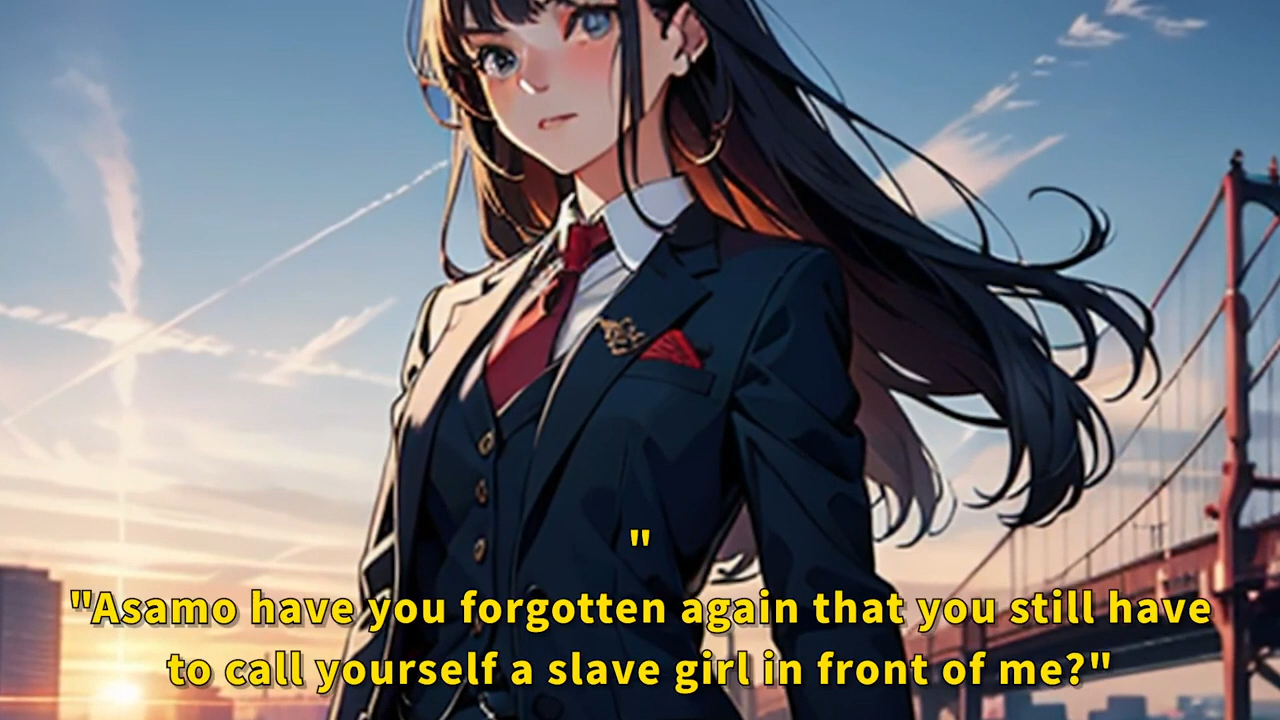 "
"Asamo have you forgotten again that you still have
to call yourself a slave girl in front of me?"